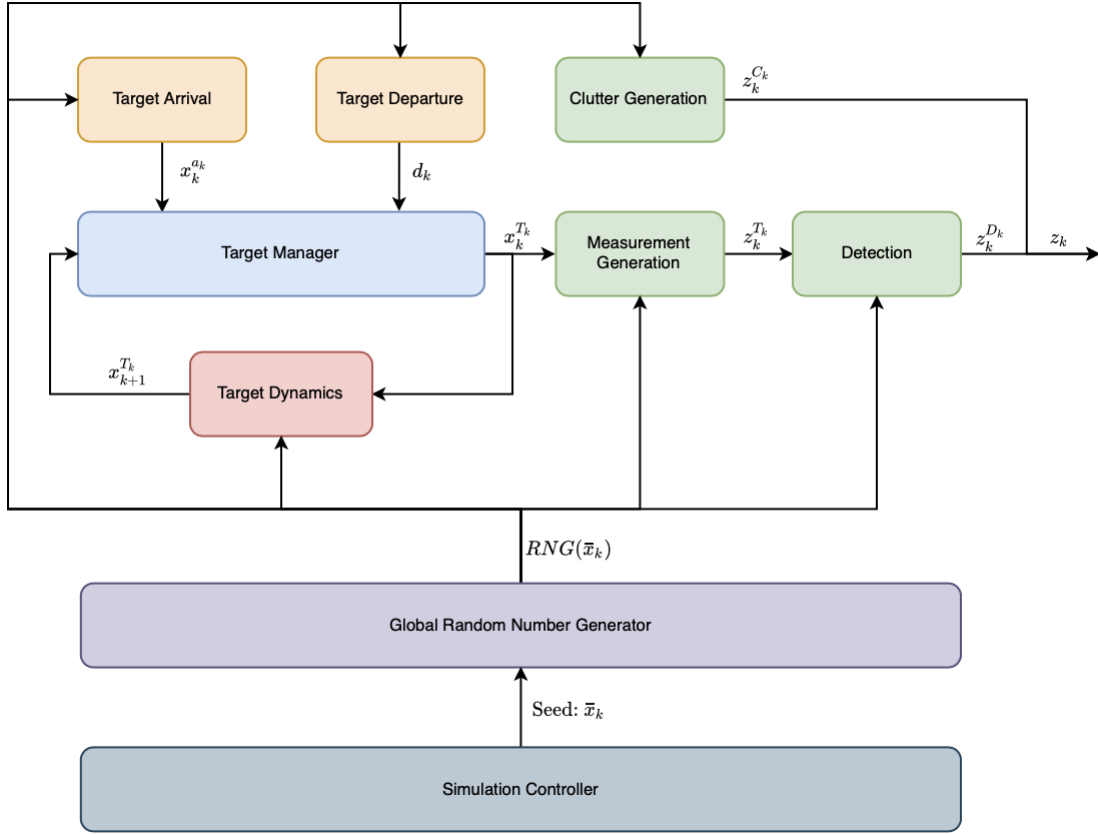 Target Arrival
Target Departure
Clutter Generation
$z_k^{C_k}$
$x_k^{a_k}$
$d_k$
Target Manager
$x_k^{T_k}$
Measurement
Generation
$z_k^{T_k}$
Detection
$z_k^{D_k}$
$z_k$
$x_{k+1}^{T_k}$
Target Dynamics
$RNG(\bar{x}_k)$
Global Random Number Generator
Seed: $\bar{x}_k$
Simulation Controller